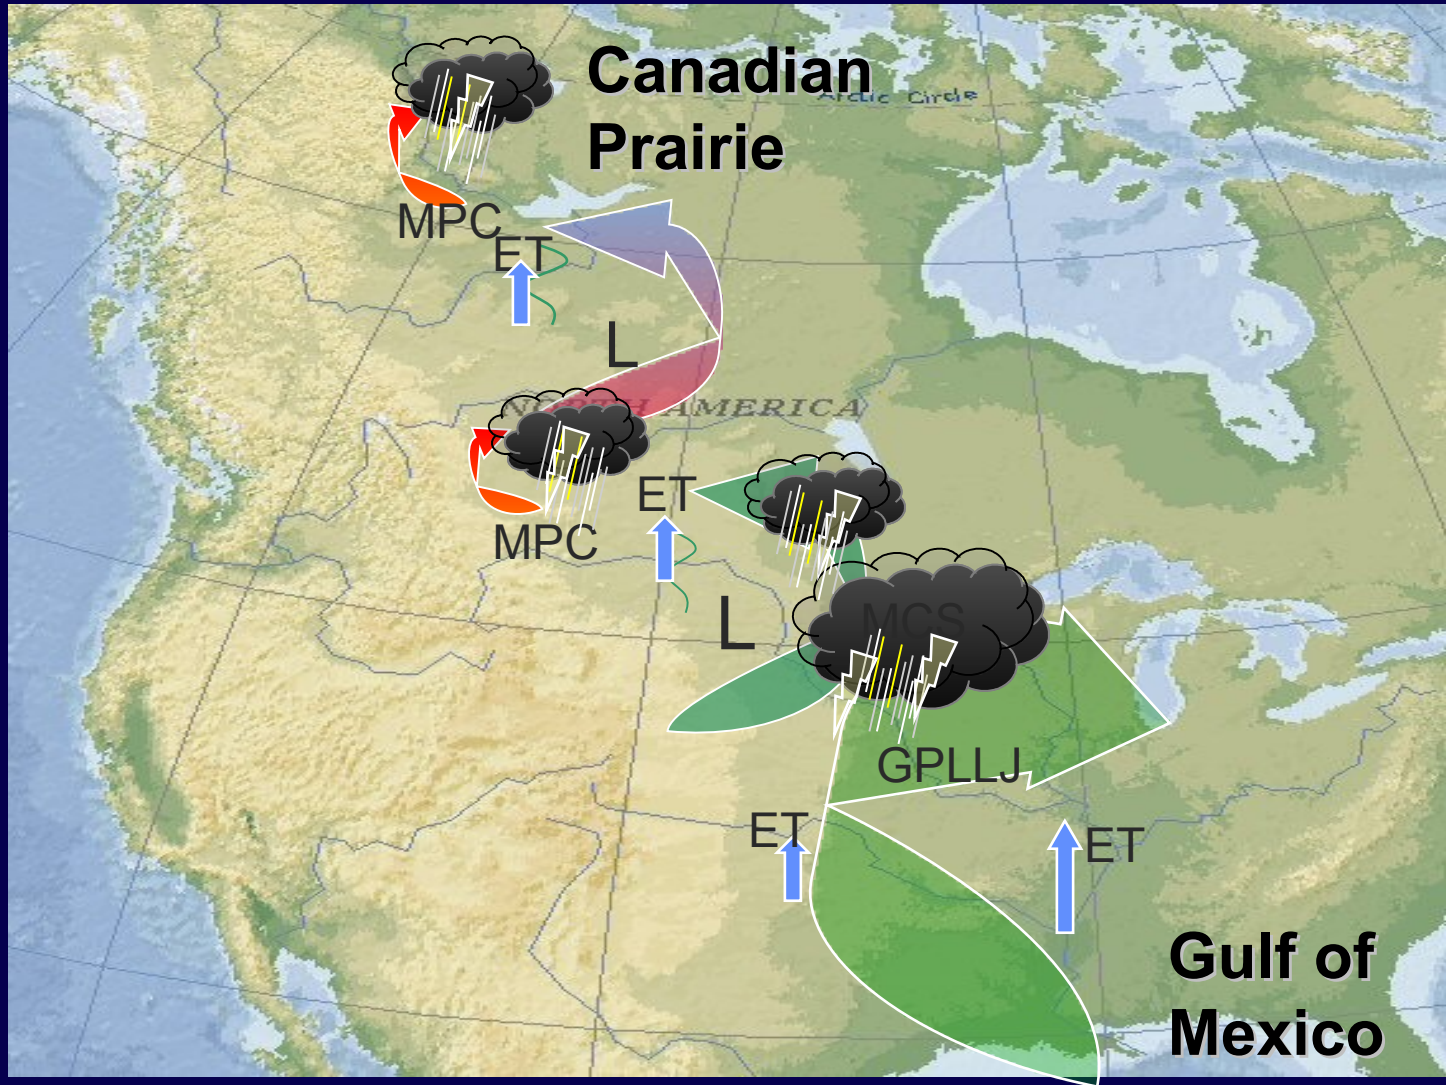 Canadian
Prairie
Arctic Circle
MPC
ET
L
NORTH AMERICA
ET
MPC
L
MCS
GPLLJ
ET
ET
Gulf of
Mexico